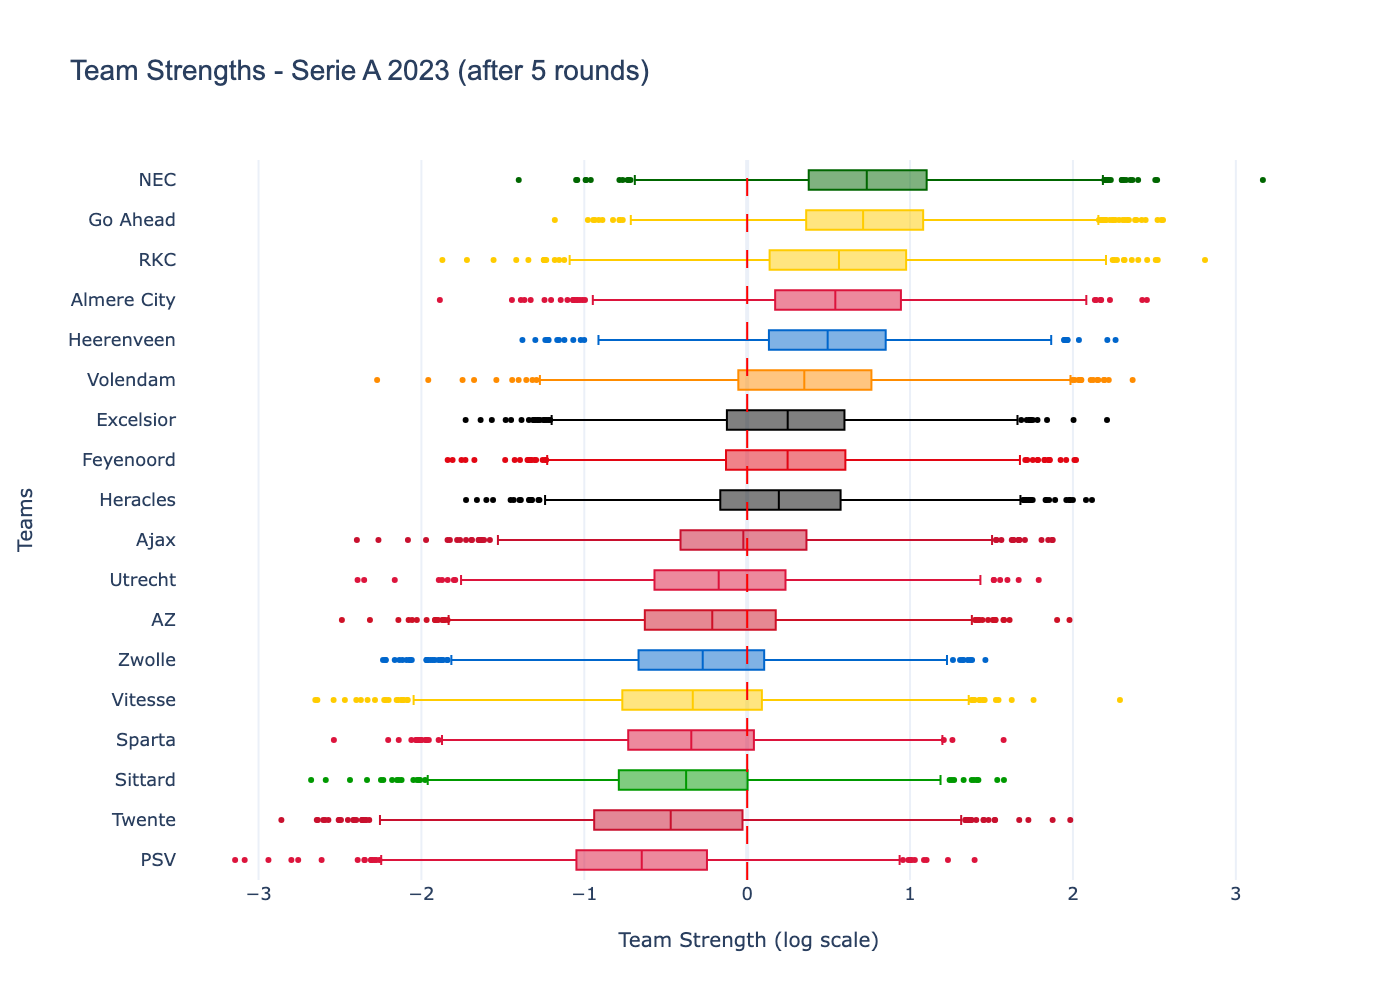 Team Strengths - Serie A 2023 (after 5 rounds)
NEC
Go Ahead
RKC
Almere City
Heerenveen
Volendam
Excelsior
Feyenoord
Heracles
Ajax
Utrecht
AZ
Zwolle
Vitesse
Sparta
Sittard
Twente
PSV
Teams
−3 −2 −1 0 1 2 3
Team Strength (log scale)